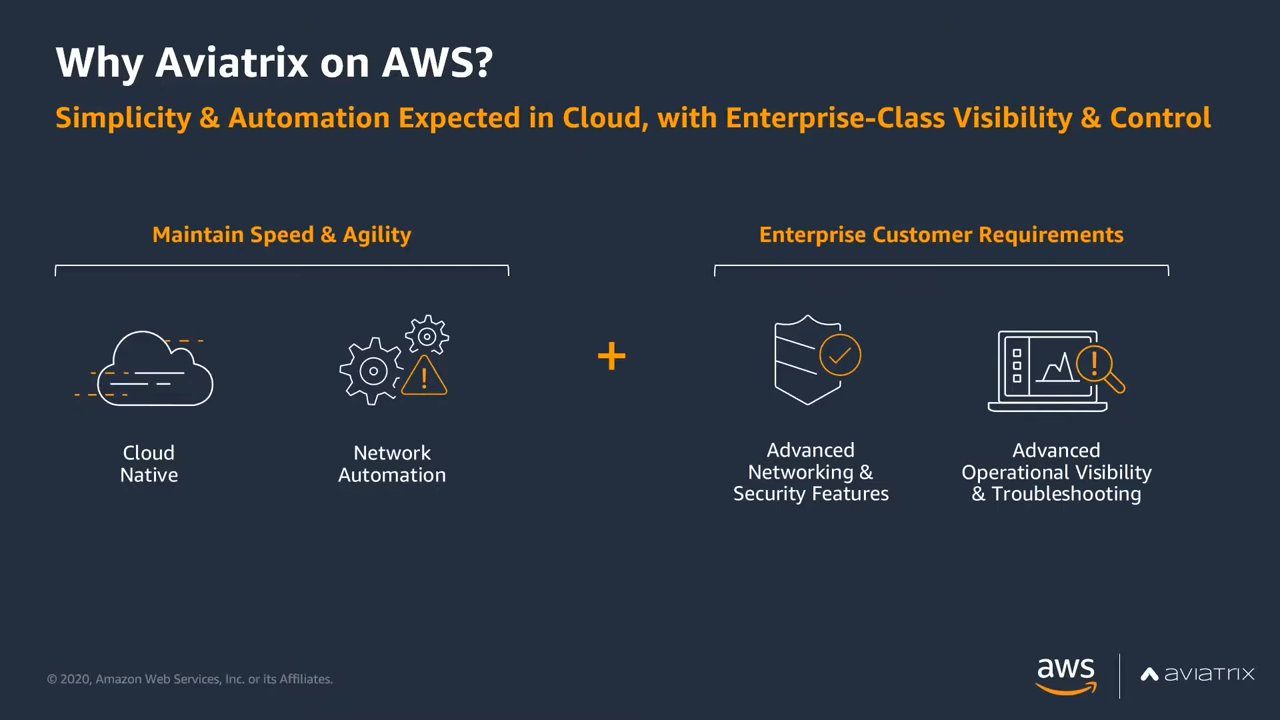 Why Aviatrix on AWS?
Simplicity & Automation Expected in Cloud, with Enterprise-Class Visibility & Control
Maintain Speed & Agility
Enterprise Customer Requirements
+
Cloud
Native
Network
Automation
Advanced
Networking &
Security Features
Advanced
Operational Visibility
& Troubleshooting
© 2020, Amazon Web Services, Inc. or its Affiliates.
aws
aviatrix